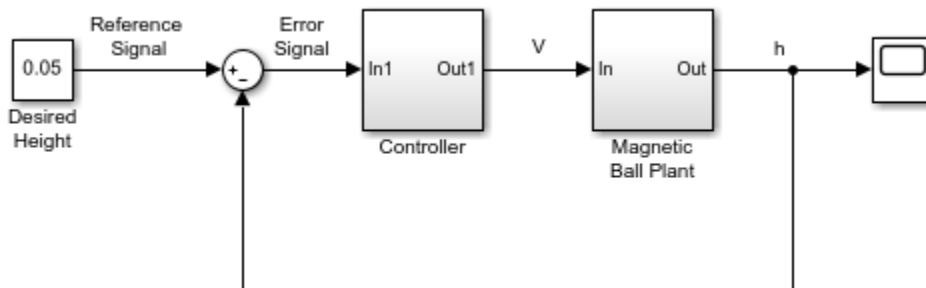 Reference
Signal
Error
Signal
0.05
+
−
In1
Out1
V
In
Out
h
Desired
Height
Controller
Magnetic
Ball Plant